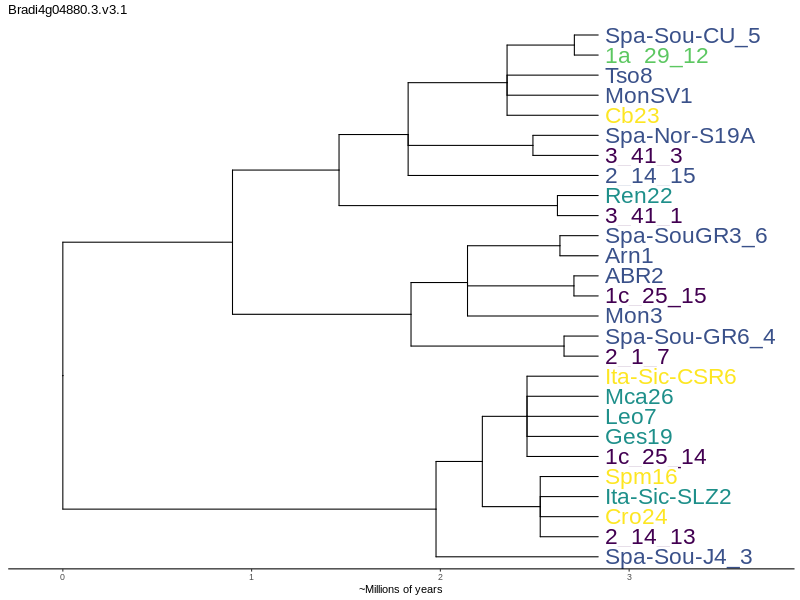 Bradi4g04880.3.v3.1
Spa-Sou-CU_5
1a_29_12
Tso8
MonSV1
Cb23
Spa-Nor-S19A
3_41_3
2_14_15
Ren22
3_41_1
Spa-SouGR3_6
Arn1
ABR2
1c_25_15
Mon3
Spa-Sou-GR6_4
2_1_7
Ita-Sic-CSR6
Mca26
Leo7
Ges19
1c_25_14
Spm16
Ita-Sic-SLZ2
Cro24
2_14_13
Spa-Sou-J4_3
0 1 2 3
~Millions of years